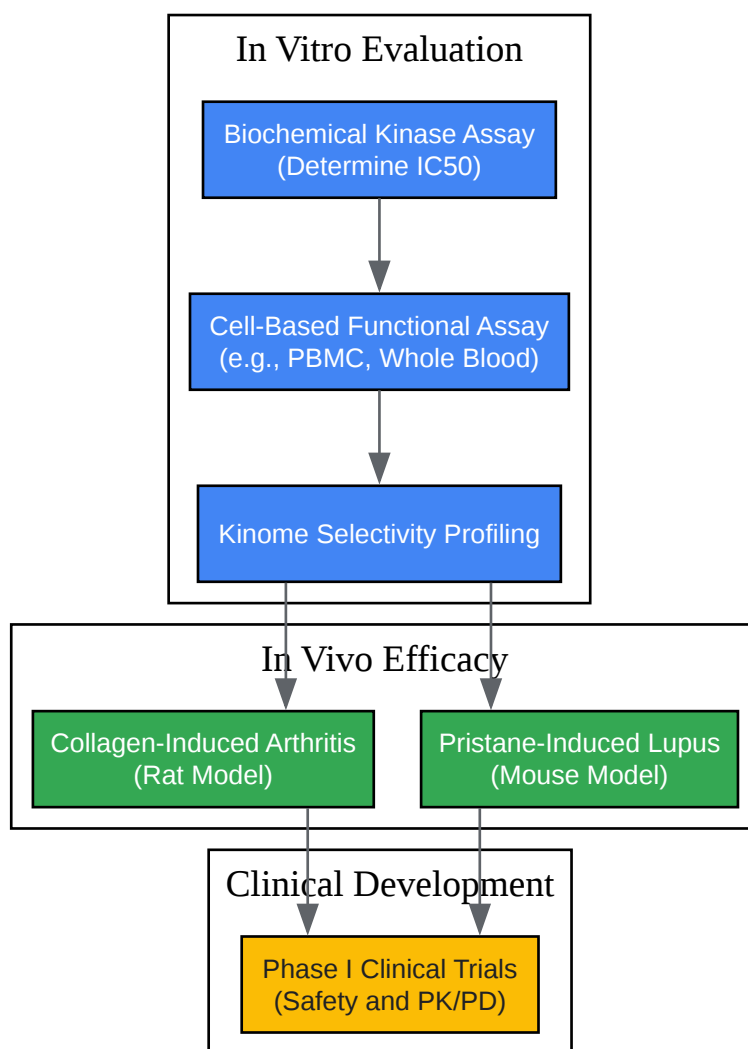 In Vitro Evaluation
Biochemical Kinase Assay
(Determine IC50)
Cell-Based Functional Assay
(e.g., PBMC, Whole Blood)
Kinome Selectivity Profiling
In Vivo Efficacy
Collagen-Induced Arthritis
(Rat Model)
Pristane-Induced Lupus
(Mouse Model)
Clinical Development
Phase I Clinical Trials
(Safety and PK/PD)